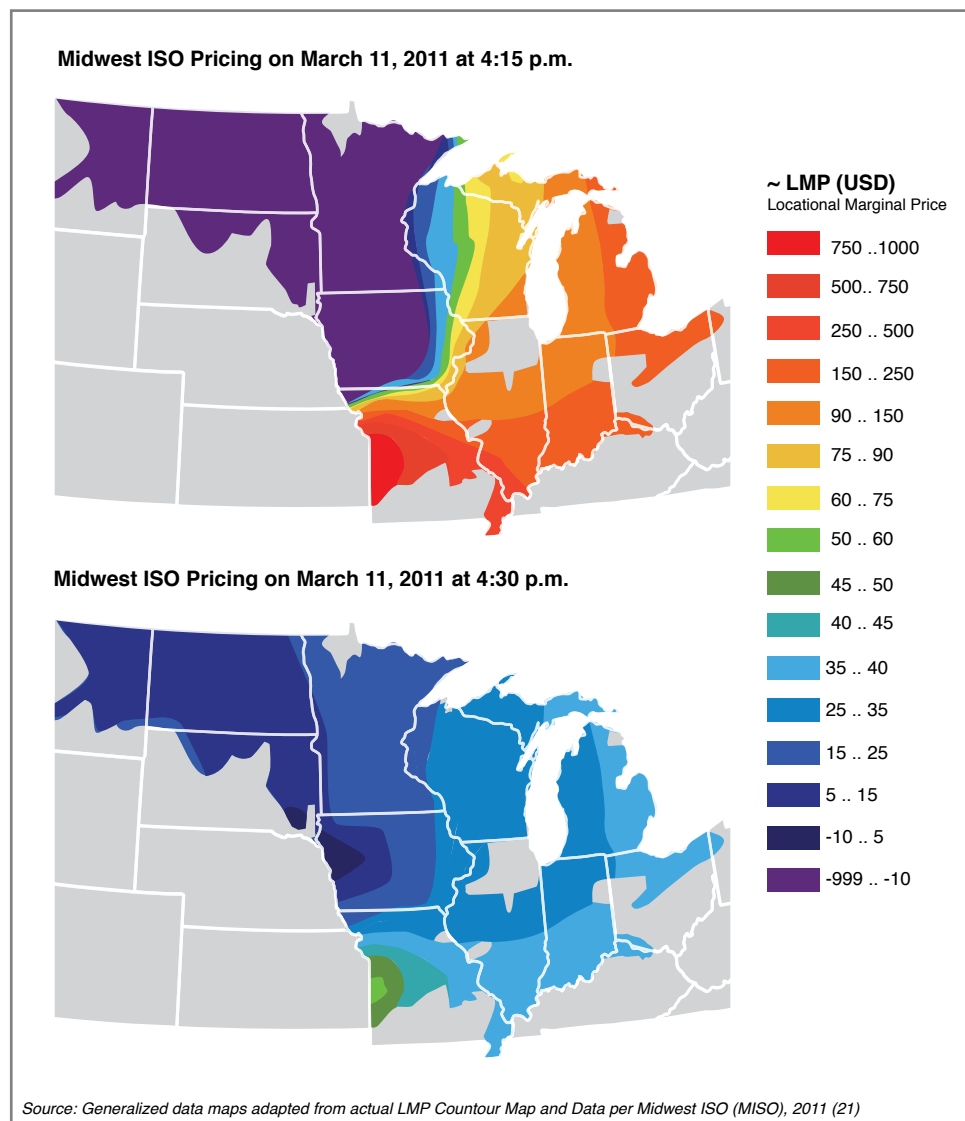 Midwest ISO Pricing on March 11, 2011 at 4:15 p.m.
~ LMP (USD)
Locational Marginal Price
750 ..1000
500.. 750
250 .. 500
150 .. 250
90 .. 150
75 .. 90
60 .. 75
50 .. 60
45 .. 50
40 .. 45
35 .. 40
25 .. 35
15 .. 25
5 .. 15
-10 .. 5
-999 .. -10
Midwest ISO Pricing on March 11, 2011 at 4:30 p.m.
Source: Generalized data maps adapted from actual LMP Countour Map and Data per Midwest ISO (MISO), 2011 (21)